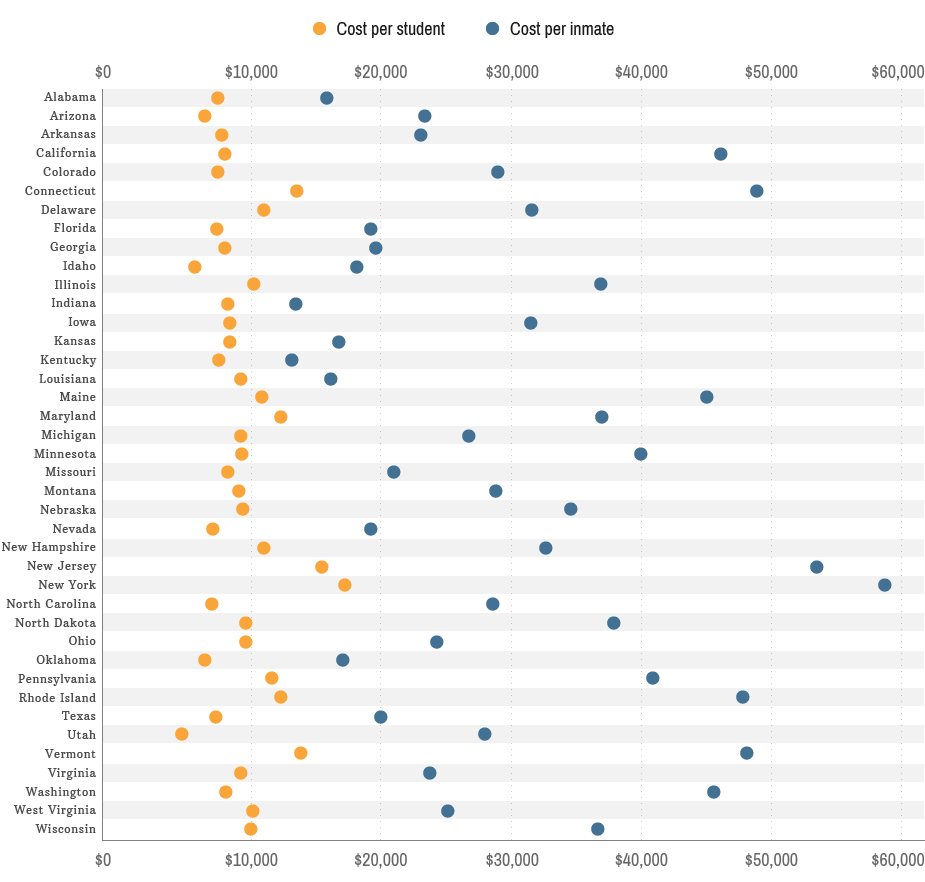 Cost per student Cost per inmate
$0 $10,000 $20,000 $30,000 $40,000 $50,000 $60,000
Alabama
Arizona
Arkansas
California
Colorado
Connecticut
Delaware
Florida
Georgia
Idaho
Illinois
Indiana
Iowa
Kansas
Kentucky
Louisiana
Maine
Maryland
Michigan
Minnesota
Missouri
Montana
Nebraska
Nevada
New Hampshire
New Jersey
New York
North Carolina
North Dakota
Ohio
Oklahoma
Pennsylvania
Rhode Island
Texas
Utah
Vermont
Virginia
Washington
West Virginia
Wisconsin
$0 $10,000 $20,000 $30,000 $40,000 $50,000 $60,000